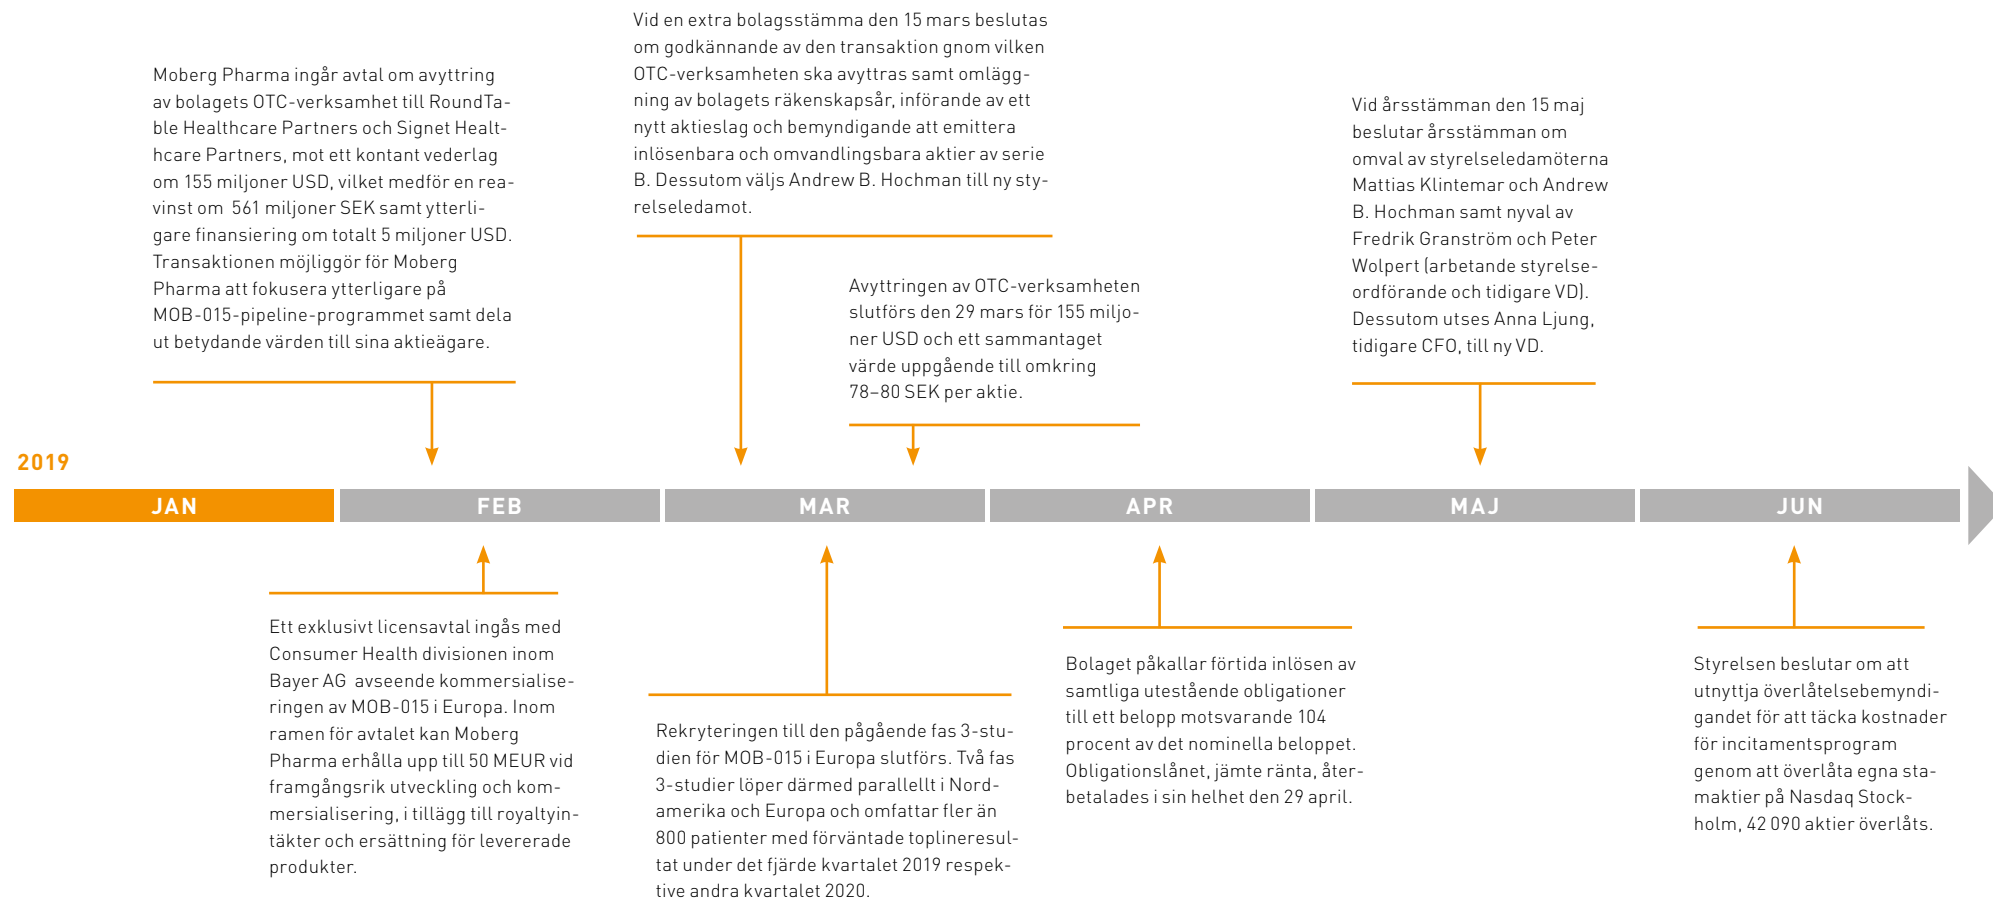 Moberg Pharma ingår avtal om avyttring
av bolagets OTC-verksamhet till RoundTa-
ble Healthcare Partners och Signet Healt-
hcare Partners, mot ett kontant vederlag
om 155 miljoner USD, vilket medför en rea-
vinst om 561 miljoner SEK samt ytterli-
gare finansiering om totalt 5 miljoner USD.
Transaktionen möjliggör för Moberg
Pharma att fokusera ytterligare på
MOB-015-pipeline-programmet samt dela
ut betydande värden till sina aktieägare.
Vid en extra bolagsstämma den 15 mars beslutas
om godkännande av den transaktion gnom vilken
OTC-verksamheten ska avyttras samt omlägg-
ning av bolagets räkenskapsår, införande av ett
nytt aktieslag och bemyndigande att emittera
inlösenbara och omvandlingsbara aktier av serie
B. Dessutom väljs Andrew B. Hochman till ny sty-
relseledamot.
Avyttringen av OTC-verksamheten
slutförs den 29 mars för 155 miljo-
ner USD och ett sammantaget
värde uppgående till omkring
78–80 SEK per aktie.
Vid årsstämman den 15 maj
beslutar årsstämman om
omval av styrelseledamöterna
Mattias Klintemar och Andrew
B. Hochman samt nyval av
Fredrik Granström och Peter
Wolpert (arbetande styrelse-
ordförande och tidigare VD).
Dessutom utses Anna Ljung,
tidigare CFO, till ny VD.
2019
JAN
FEB
MAR
APR
MAJ
JUN
Ett exklusivt licensavtal ingås med
Consumer Health divisionen inom
Bayer AG avseende kommersialise-
ringen av MOB-015 i Europa. Inom
ramen för avtalet kan Moberg
Pharma erhålla upp till 50 MEUR vid
framgångsrik utveckling och kom-
mersialisering, i tillägg till royaltyin-
täkter och ersättning för levererade
produkter.
Rekryteringen till den pågående fas 3-stu-
dien för MOB-015 i Europa slutförs. Två fas
3-studier löper därmed parallellt i Nord-
amerika och Europa och omfattar fler än
800 patienter med förväntade toplineresul-
tat under det fjärde kvartalet 2019 respek-
tive andra kvartalet 2020.
Bolaget påkallar förtida inlösen av
samtliga utestående obligationer
till ett belopp motsvarande 104
procent av det nominella beloppet.
Obligationslånet, jämte ränta, åter-
betalades i sin helhet den 29 april.
Styrelsen beslutar om att
utnyttja överlåtelsebemyndi-
gandet för att täcka kostnader
för incitamentsprogram
genom att överlåta egna sta-
maktier på Nasdaq Stock-
holm, 42 090 aktier överlåts.